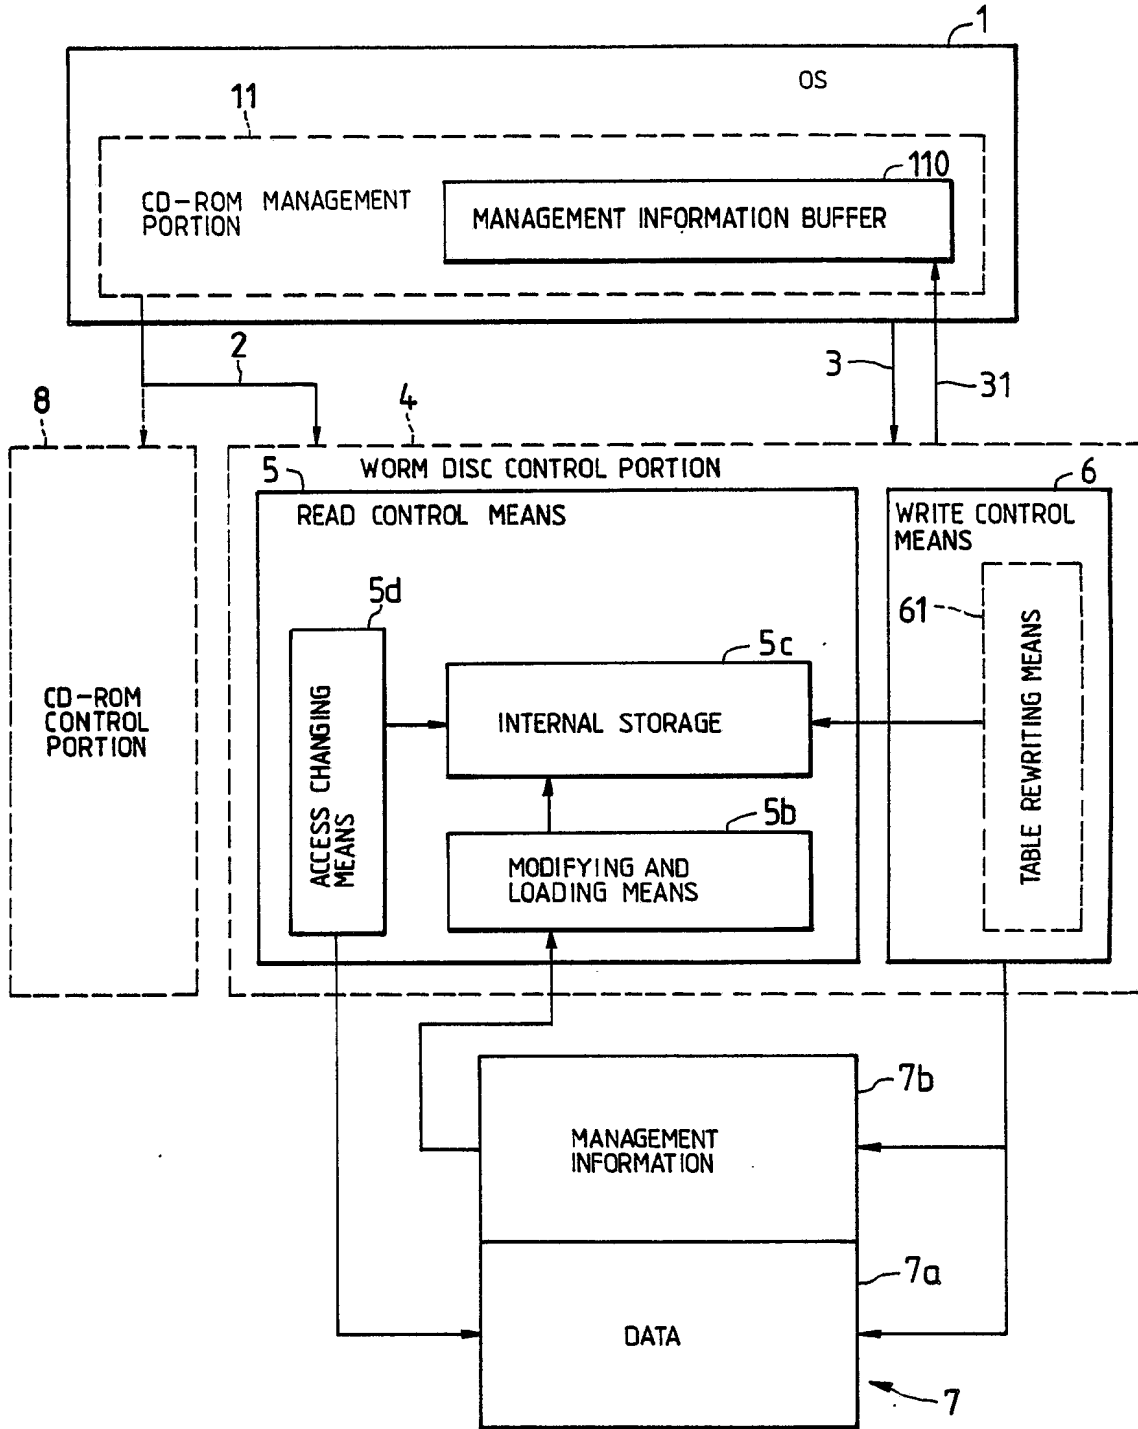 1
OS
11
110
CD-ROM MANAGEMENT
PORTION
MANAGEMENT INFORMATION BUFFER
2
3
31
8
4
WORM DISC CONTROL PORTION
5
6
READ CONTROL MEANS
WRITE CONTROL
MEANS
5d
61
5c
CD-ROM
CONTROL
PORTION
ACCESS CHANGING
MEANS
INTERNAL STORAGE
TABLE REWRITING MEANS
5b
MODIFYING AND
LOADING MEANS
7b
MANAGEMENT
INFORMATION
7a
DATA
7